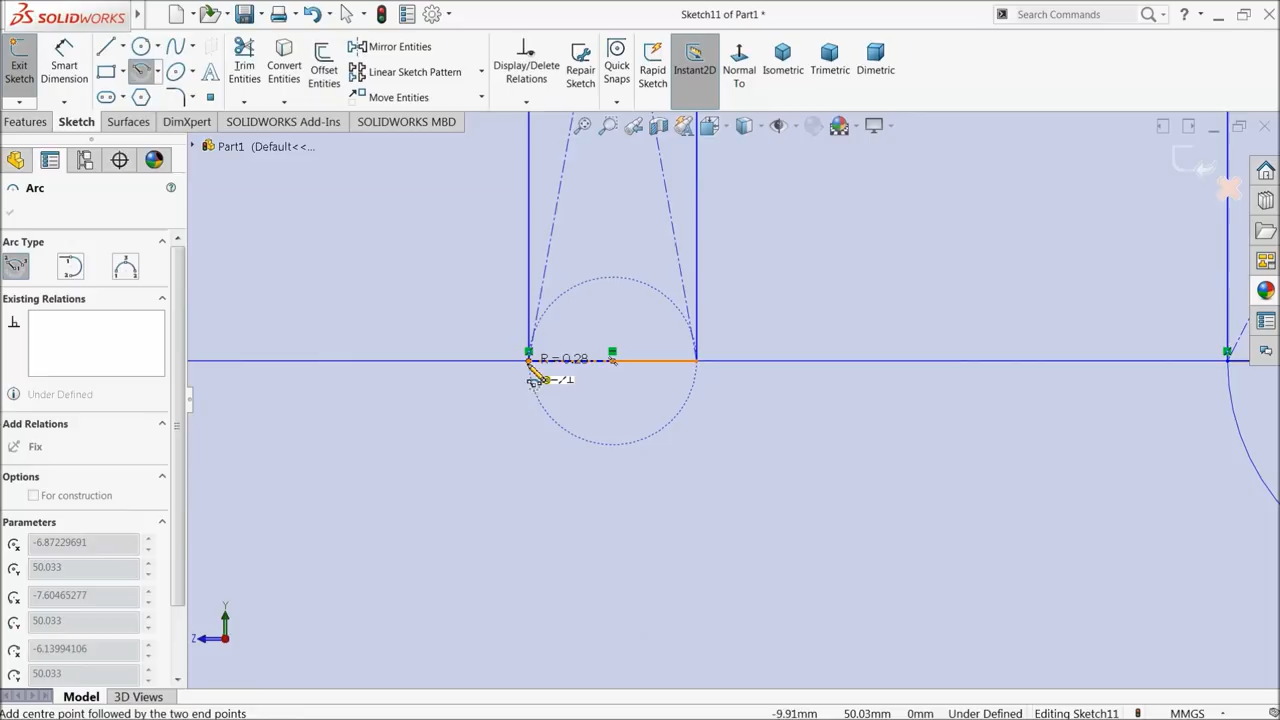 SOLIDWORKS
Sketch11 of Part1 *
Search Commands
?
Exit Sketch
Smart Dimension
Trim Entities
Convert Entities
Offset Entities
Mirror Entities
Linear Sketch Pattern
Move Entities
Display/Delete Relations
Repair Sketch
Quick Snaps
Rapid Sketch
Instant2D
Normal To
Isometric
Trimetric
Dimetric
Features
Sketch
Surfaces
DimXpert
SOLIDWORKS Add-Ins
SOLIDWORKS MBD
Part1 (Default<<...
Arc
Arc Type
Existing Relations
Under Defined
Add Relations
Fix
Options
For construction
Parameters
-6.87229691
50.033
-7.60465277
50.033
-6.13994106
50.033
R = 0.28
Y
Z
Model
3D Views
Add centre point followed by the two end points
-9.91mm
50.03mm
0mm
Under Defined
Editing Sketch11
MMGS